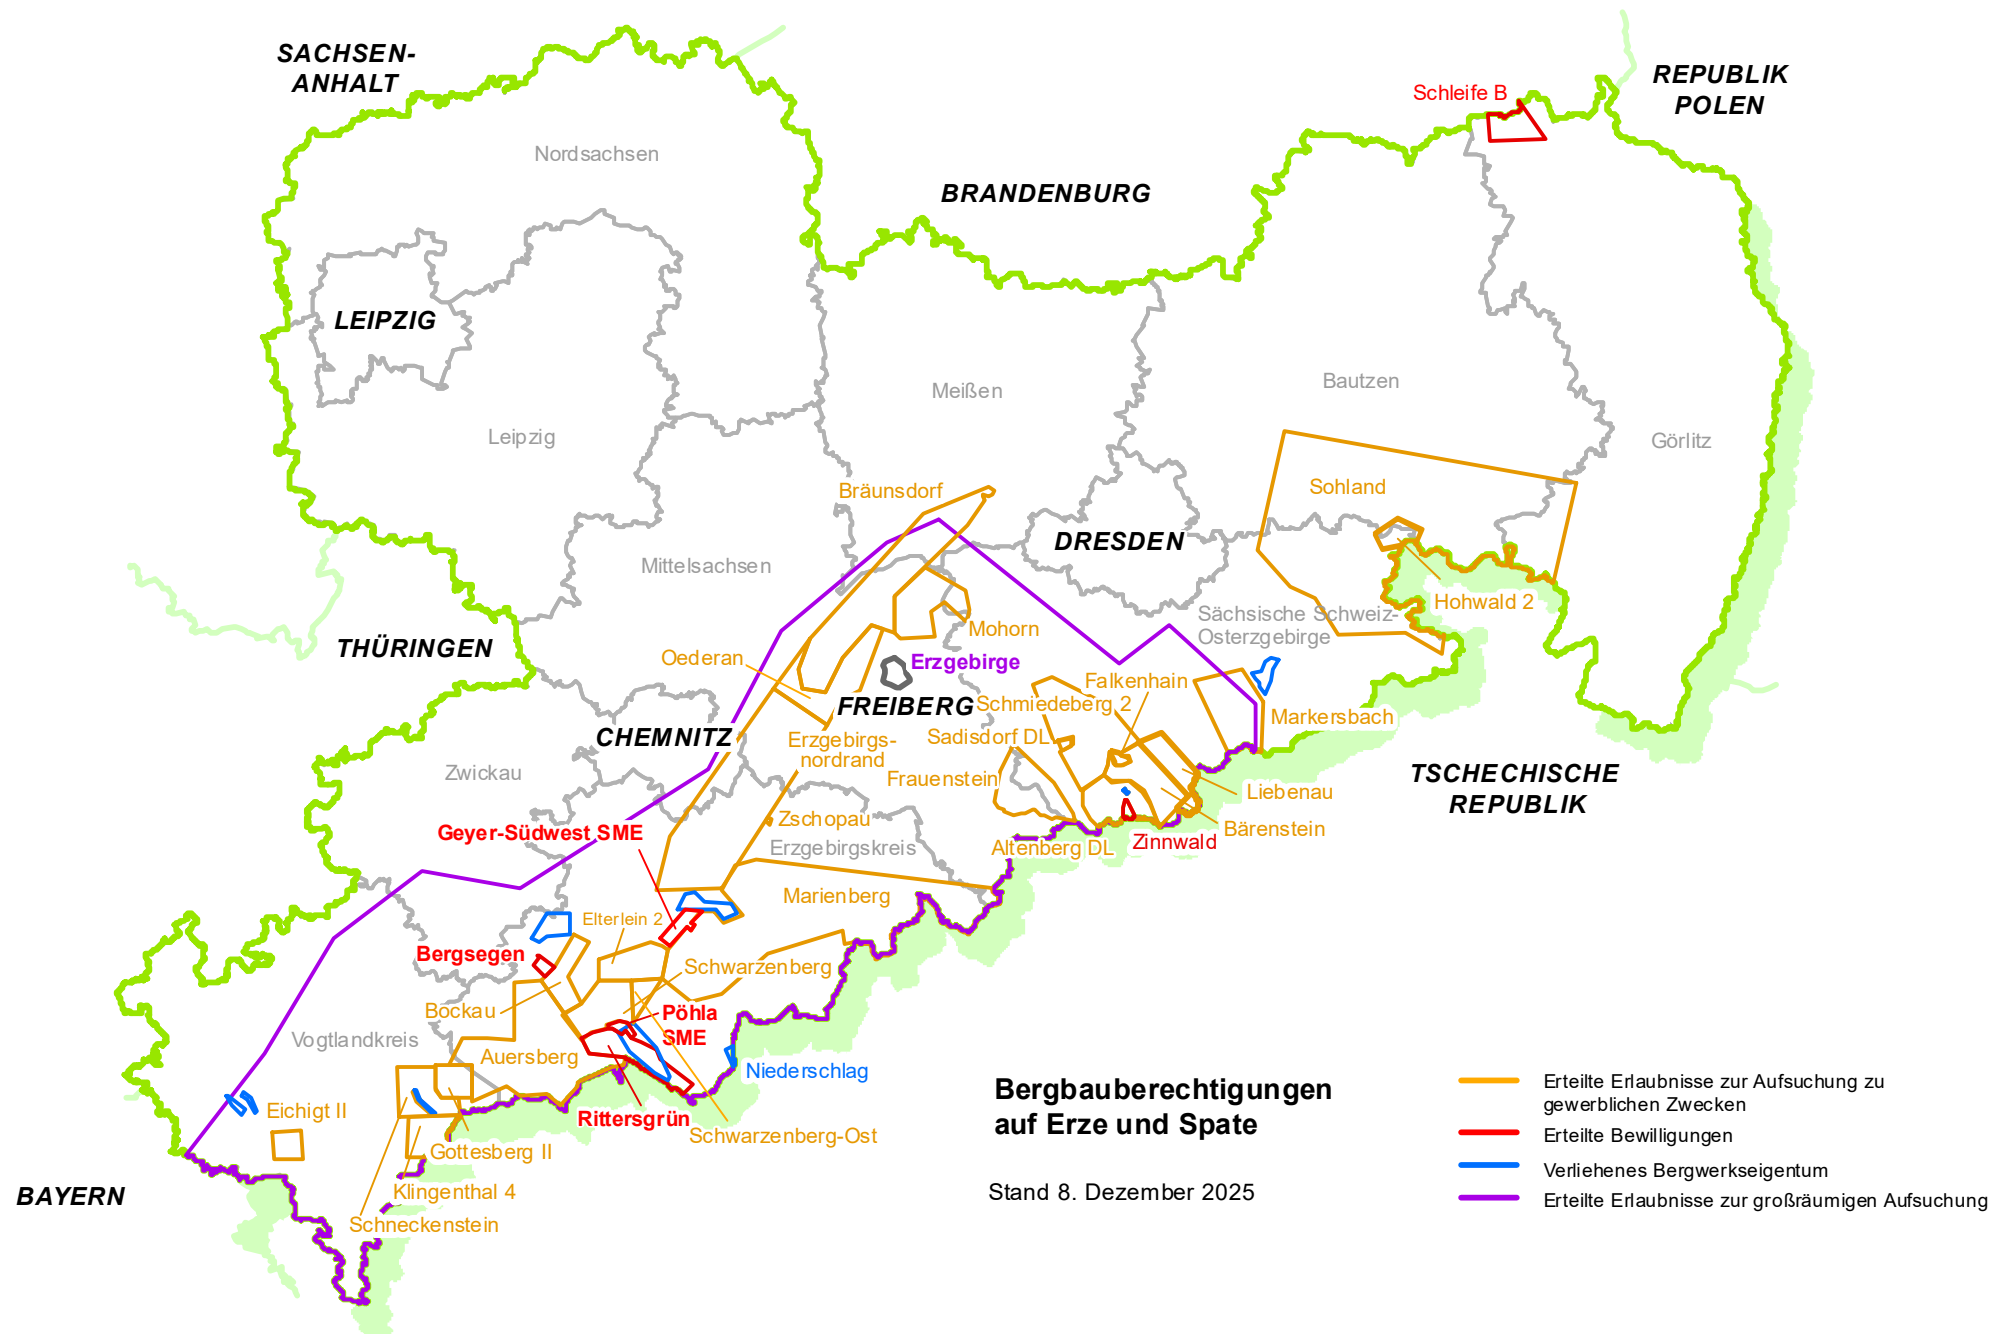 SACHSEN-
ANHALT
REPUBLIK
POLEN
Schleife B
Nordsachsen
BRANDENBURG
LEIPZIG
Bautzen
Meißen
Leipzig
Görlitz
Sohland
Bräunsdorf
DRESDEN
Mittelsachsen
Hohwald 2
Sächsische Schweiz-
Osterzgebirge
Mohorn
THÜRINGEN
Oederan
Erzgebirge
Falkenhain
FREIBERG
Schmiedeberg 2
Markersbach
CHEMNITZ
Sadisdorf DL
Erzgebirgs-
nordrand
Zwickau
Frauenstein
TSCHECHISCHE
REPUBLIK
Liebenau
Zschopau
Geyer-Südwest SME
Bärenstein
Zinnwald
Erzgebirgskreis
Altenberg DL
Marienberg
Elterlein 2
Bergsegen
Schwarzenberg
Bockau
Pöhla
SME
Vogtlandkreis
Auersberg
Niederschlag
Eichigt II
Rittersgrün
Schwarzenberg-Ost
Gottesberg II
Klingenthal 4
Schneckenstein
BAYERN
Bergbauberechtigungen
auf Erze und Spate
Stand 8. Dezember 2025
Erteilte Erlaubnisse zur Aufsuchung zu
gewerblichen Zwecken
Erteilte Bewilligungen
Verliehenes Bergwerkseigentum
Erteilte Erlaubnisse zur großräumigen Aufsuchung